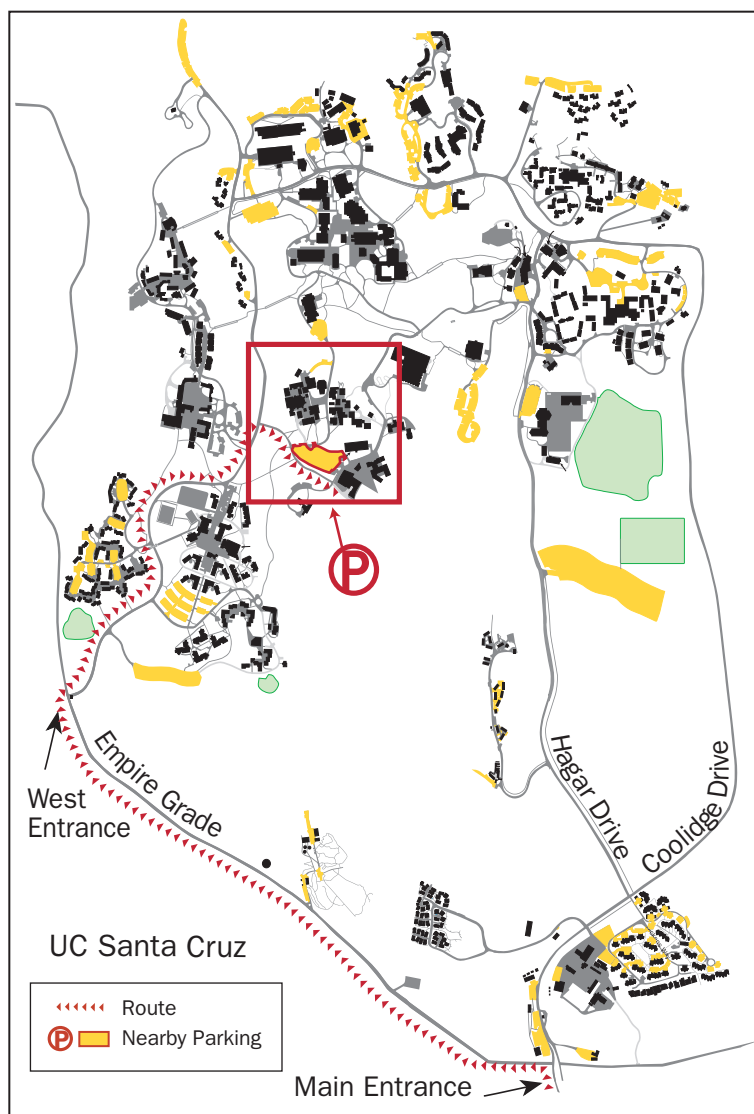 P
West
Entrance
Empire Grade
Hagar Drive
Coolidge Drive
UC Santa Cruz
Route
P Nearby Parking
Main Entrance